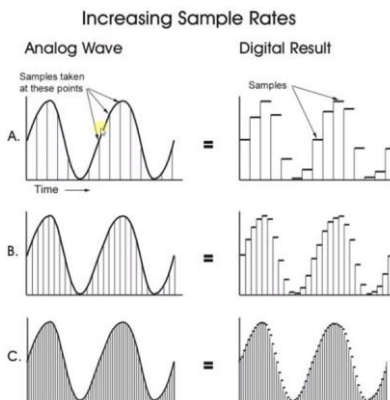 Increasing Sample Rates
Analog Wave
Digital Result
Samples taken
at these points
Samples
A.
=
Time
B.
=
C.
=